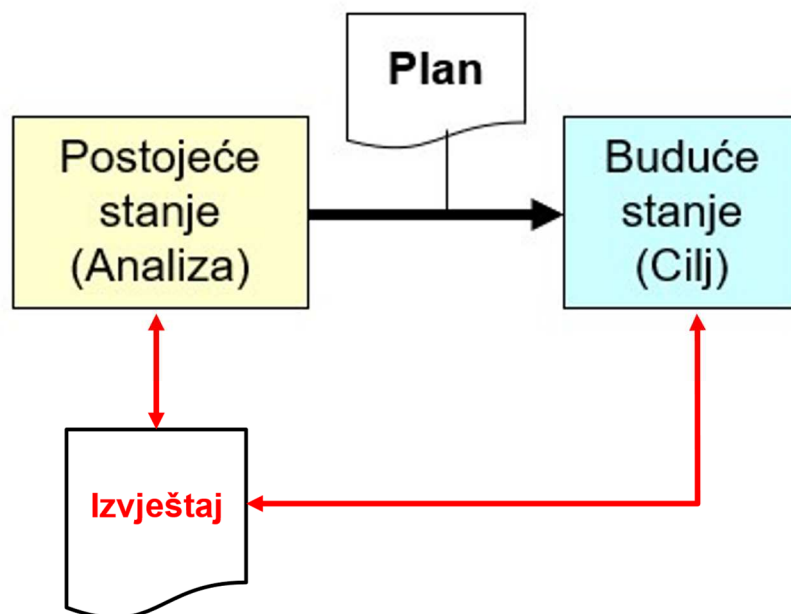 Plan
Postojeće
stanje
(Analiza)
Buduće
stanje
(Cilj)
Izvještaj